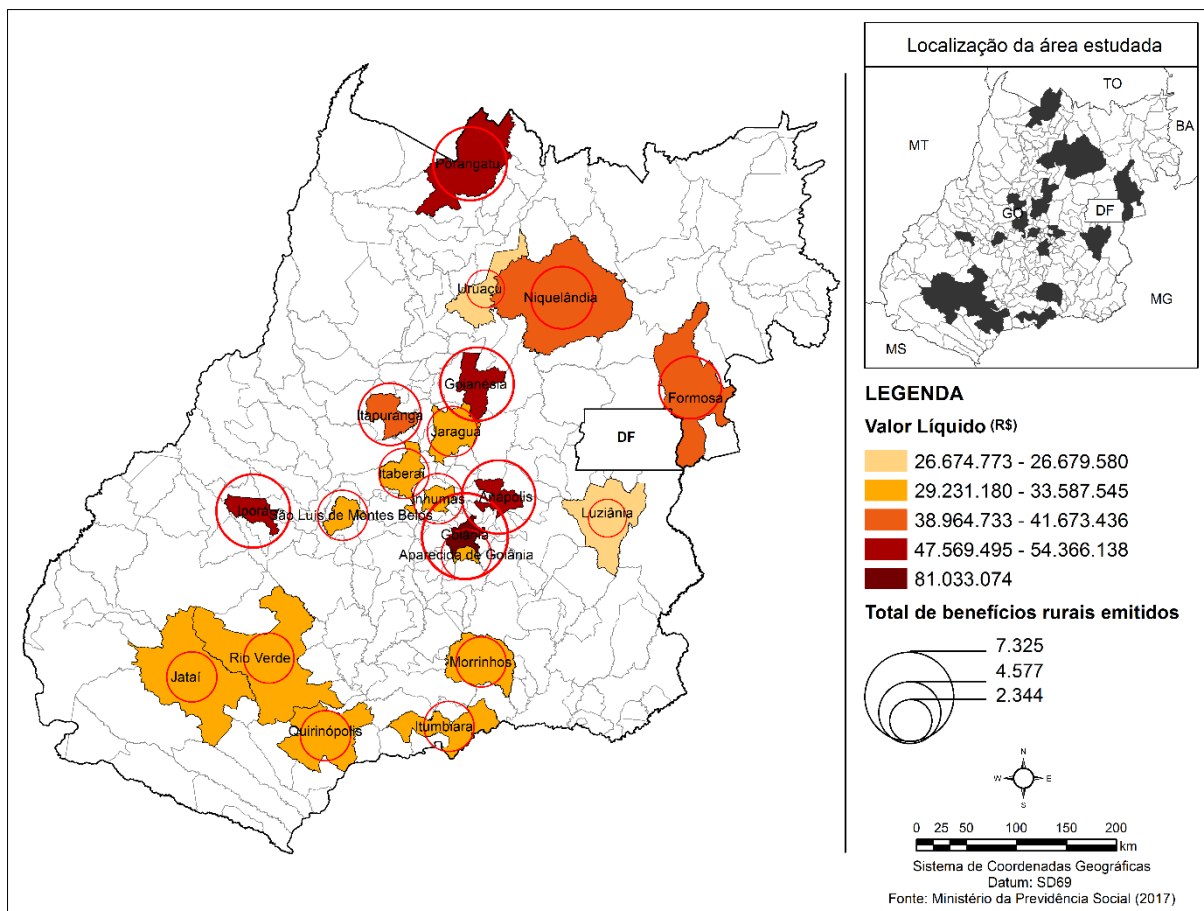 Porangatu
Uruaçu
Niquelândia
Goianésia
Itapuranga
Formosa
Jaraguá
DF
Itaberaí
Inhumas
Anápolis
Iporá
São Luís de Montes Belos
Luziânia
Goiânia
Aparecida de Goiânia
Rio Verde
Morrinhos
Jataí
Quirinópolis
Itumbiara
Localização da área estudada
TO
BA
MT
GO
DF
MG
MS
LEGENDA
Valor Líquido (R$)
26.674.773 - 26.679.580
29.231.180 - 33.587.545
38.964.733 - 41.673.436
47.569.495 - 54.366.138
81.033.074
Total de benefícios rurais emitidos
7.325
4.577
2.344
N
W E
S
0 25 50 100 150 200
km
Sistema de Coordenadas Geográficas
Datum: SD69
Fonte: Ministério da Previdência Social (2017)